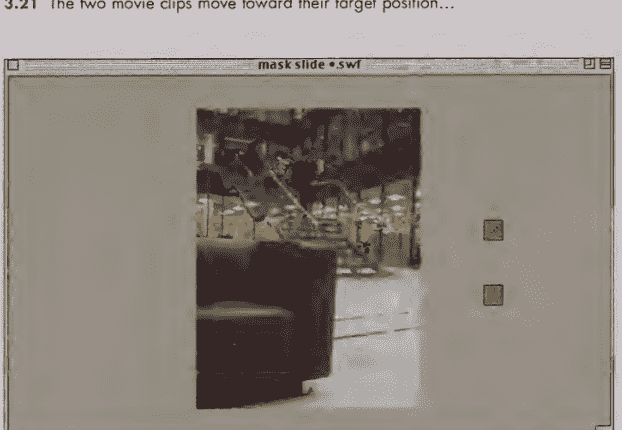 3.21 The two movie clips move toward their target position...
mask slide •.swf